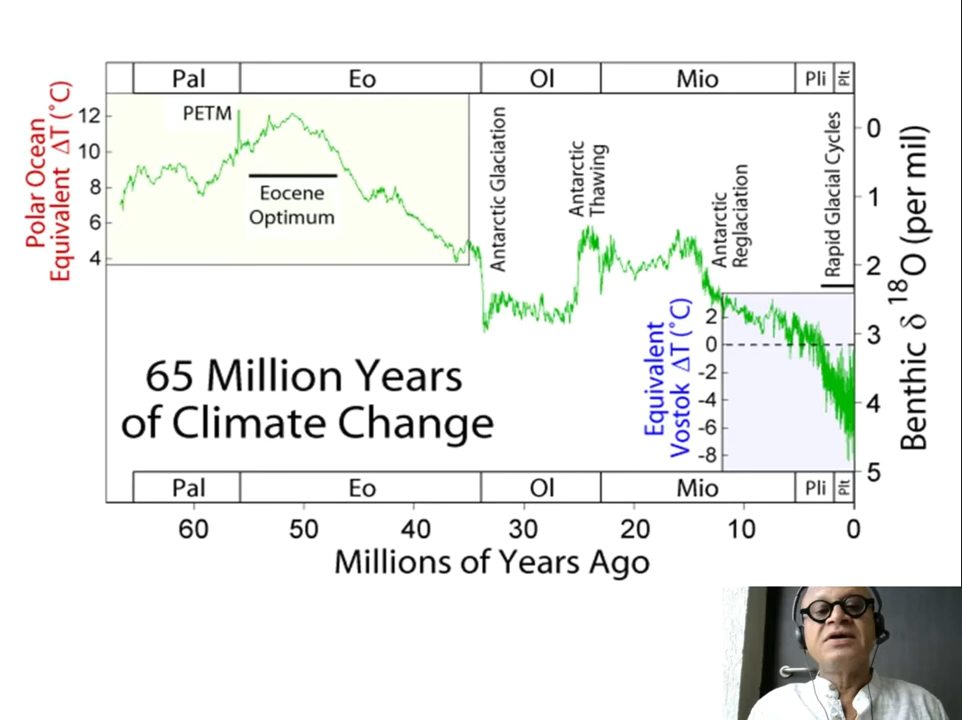 Pal Eo Ol Mio Pli Plt
Polar Ocean
Equivalent ΔT (°C)
12
10
8
6
4
PETM
Eocene
Optimum
Antarctic Glaciation
Antarctic
Thawing
Antarctic
Reglaciation
Rapid Glacial Cycles
0
1
2
3
4
5
Benthic δ 18O (per mil)
Equivalent
Vostok ΔT (°C)
2
0
-2
-4
-6
-8
65 Million Years
of Climate Change
Pal Eo Ol Mio Pli Plt
60 50 40 30 20 10 0
Millions of Years Ago